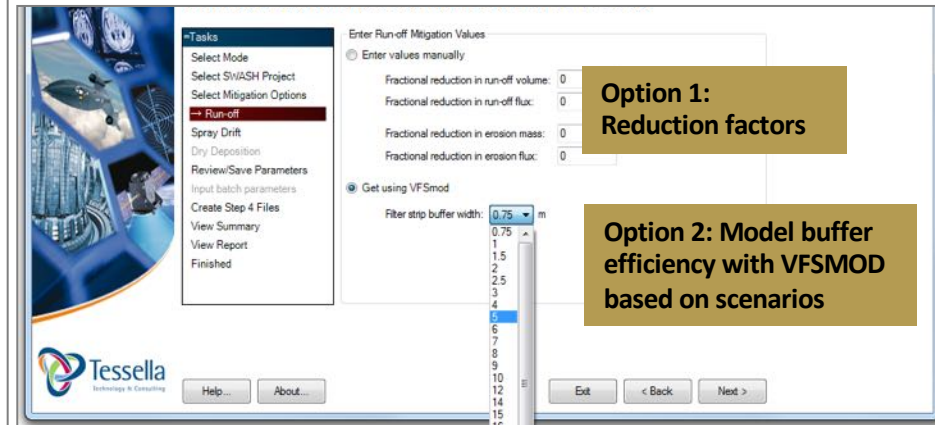 =Tasks
Select Mode
Select SWASH Project
Select Mitigation Options
→ Run-off
Spray Drift
Dry Deposition
Review/Save Parameters
Input batch parameters
Create Step 4 Files
View Summary
View Report
Finished
Enter Run-off Mitigation Values
Enter values manually
Fractional reduction in run-off volume: 0
Fractional reduction in run-off flux: 0
Fractional reduction in erosion mass: 0
Fractional reduction in erosion flux: 0
Get using VFSmod
Filter strip buffer width: 0.75 m
0.75
1
1.5
2
2.5
3
4
5
6
7
8
9
10
12
14
15
16
Option 1:
Reduction factors
Option 2: Model buffer
efficiency with VFSMOD
based on scenarios
Tessella
Technology & Consulting
Help... About... Exit < Back Next >